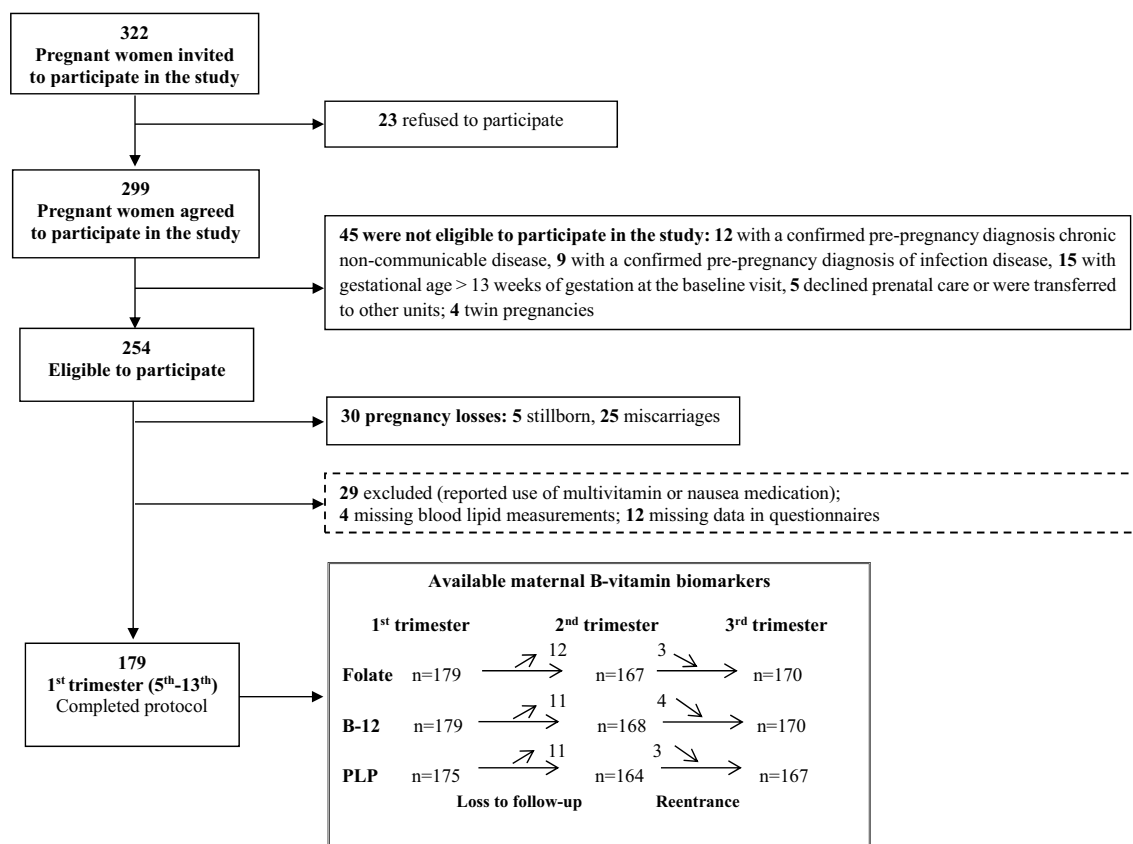 322
Pregnant women invited
to participate in the study
23 refused to participate
299
Pregnant women agreed
to participate in the study
45 were not eligible to participate in the study: 12 with a confirmed pre-pregnancy diagnosis chronic
non-communicable disease, 9 with a confirmed pre-pregnancy diagnosis of infection disease, 15 with
gestational age > 13 weeks of gestation at the baseline visit, 5 declined prenatal care or were transferred
to other units; 4 twin pregnancies
254
Eligible to participate
30 pregnancy losses: 5 stillborn, 25 miscarriages
29 excluded (reported use of multivitamin or nausea medication);
4 missing blood lipid measurements; 12 missing data in questionnaires
179
1st trimester (5th-13th)
Completed protocol
Available maternal B-vitamin biomarkers
1st trimester 2nd trimester 3rd trimester
12 3
Folate n=179 n=167 n=170
11 4
B-12 n=179 n=168 n=170
11 3
PLP n=175 n=164 n=167
Loss to follow-up Reentrance